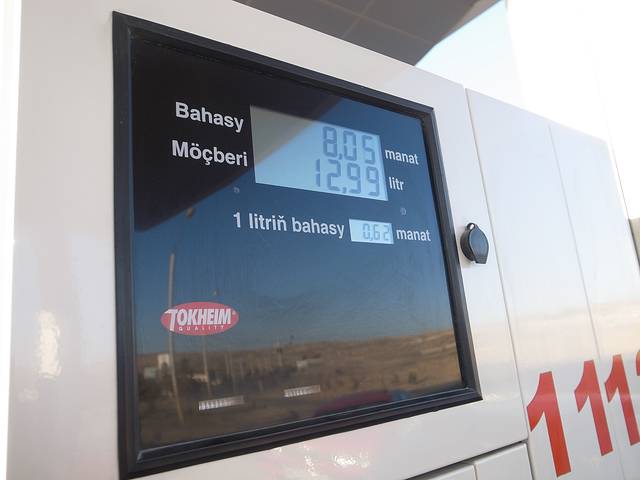 Bahasy 8,05 manat
Möçberi 12,99 litr
1 litriň bahasy 0,62 manat
TOKHEIM
QUALITY
111